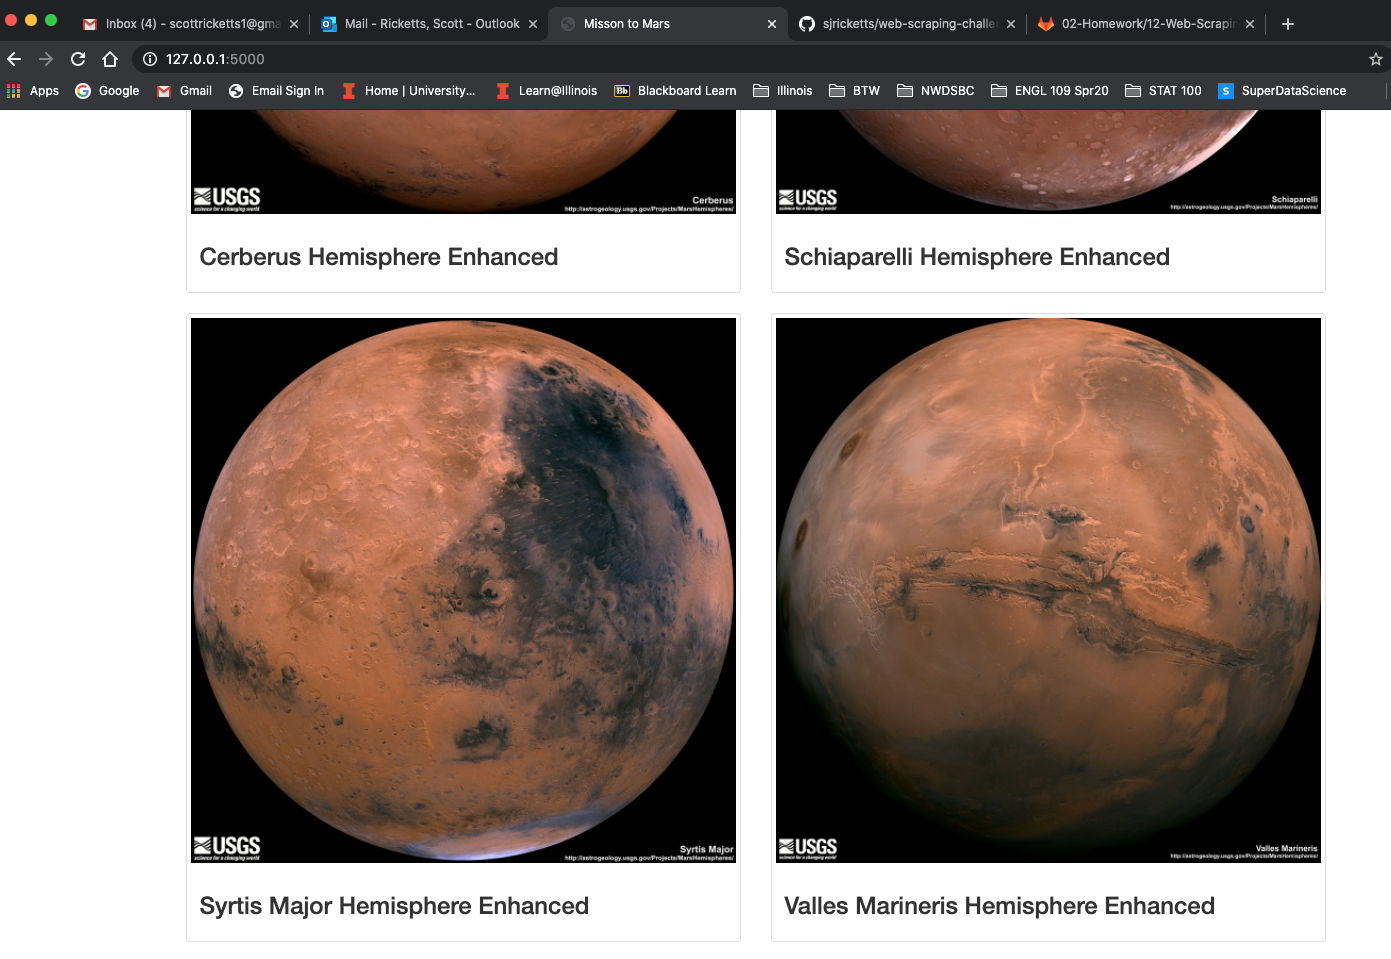 Inbox (4) - scottricketts1@gma
Mail - Ricketts, Scott - Outlook
Misson to Mars
sjricketts/web-scraping-challe
02-Homework/12-Web-Scrapin
127.0.0.1:5000
Apps
Google
Gmail
Email Sign In
Home | University...
Learn@Illinois
Bb
Blackboard Learn
Illinois
BTW
NWDSBC
ENGL 109 Spr20
STAT 100
S
SuperDataScience
USGS
science for a changing world
Cerberus
http://astrogeology.usgs.gov/Projects/MarsHemispheres/
USGS
science for a changing world
Schiaparelli
http://astrogeology.usgs.gov/Projects/MarsHemispheres/
Cerberus Hemisphere Enhanced
Schiaparelli Hemisphere Enhanced
USGS
science for a changing world
Syrtis Major
http://astrogeology.usgs.gov/Projects/MarsHemispheres/
USGS
science for a changing world
Valles Marineris
http://astrogeology.usgs.gov/Projects/MarsHemispheres/
Syrtis Major Hemisphere Enhanced
Valles Marineris Hemisphere Enhanced